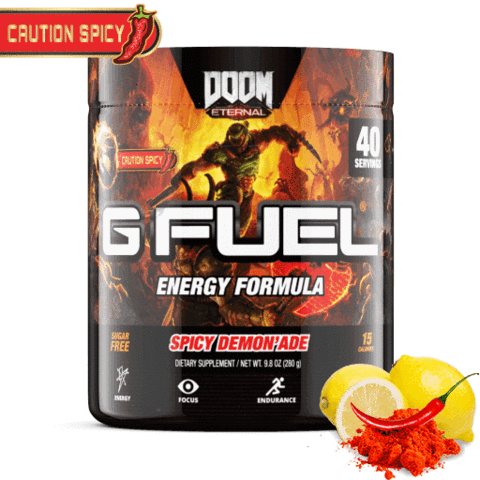 CAUTION SPICY
DOOM
ETERNAL
40
SERVINGS
CAUTION SPICY
G FUEL®
ENERGY FORMULA
SUGAR
FREE
SPICY DEMON'ADE
15
CALORIES
DIETARY SUPPLEMENT / NET WT. 9.8 OZ (280 g)
ENERGY
FOCUS
ENDURANCE